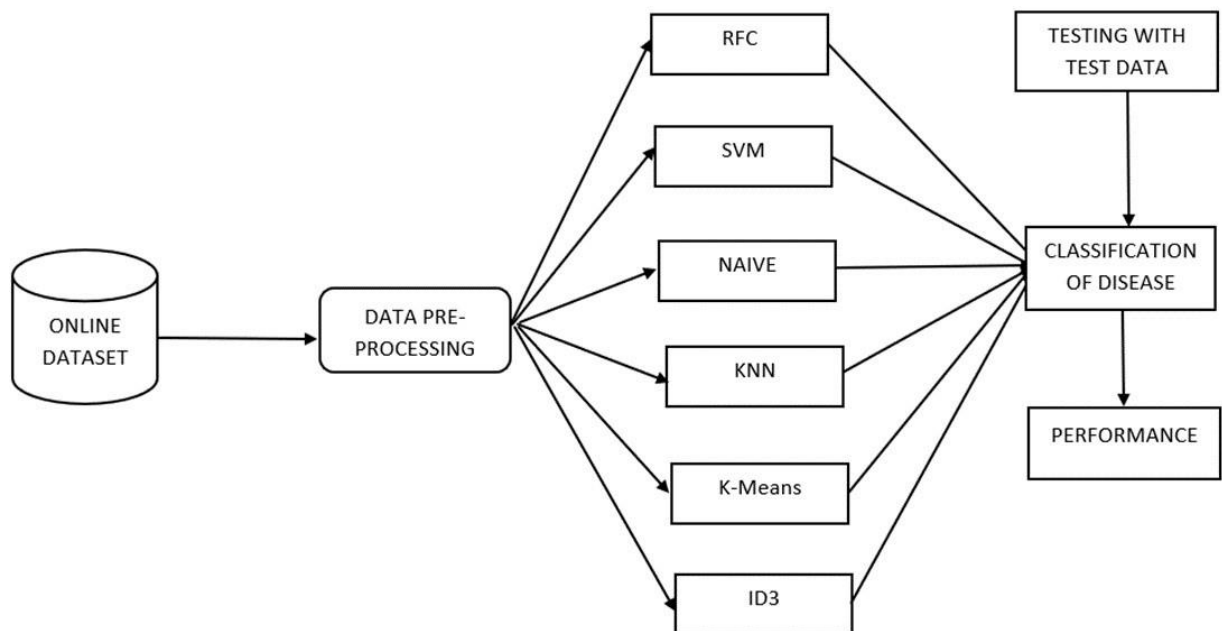 ONLINE
DATASET
DATA PRE-
PROCESSING
RFC
SVM
NAIVE
KNN
K-Means
ID3
TESTING WITH
TEST DATA
CLASSIFICATION
OF DISEASE
PERFORMANCE